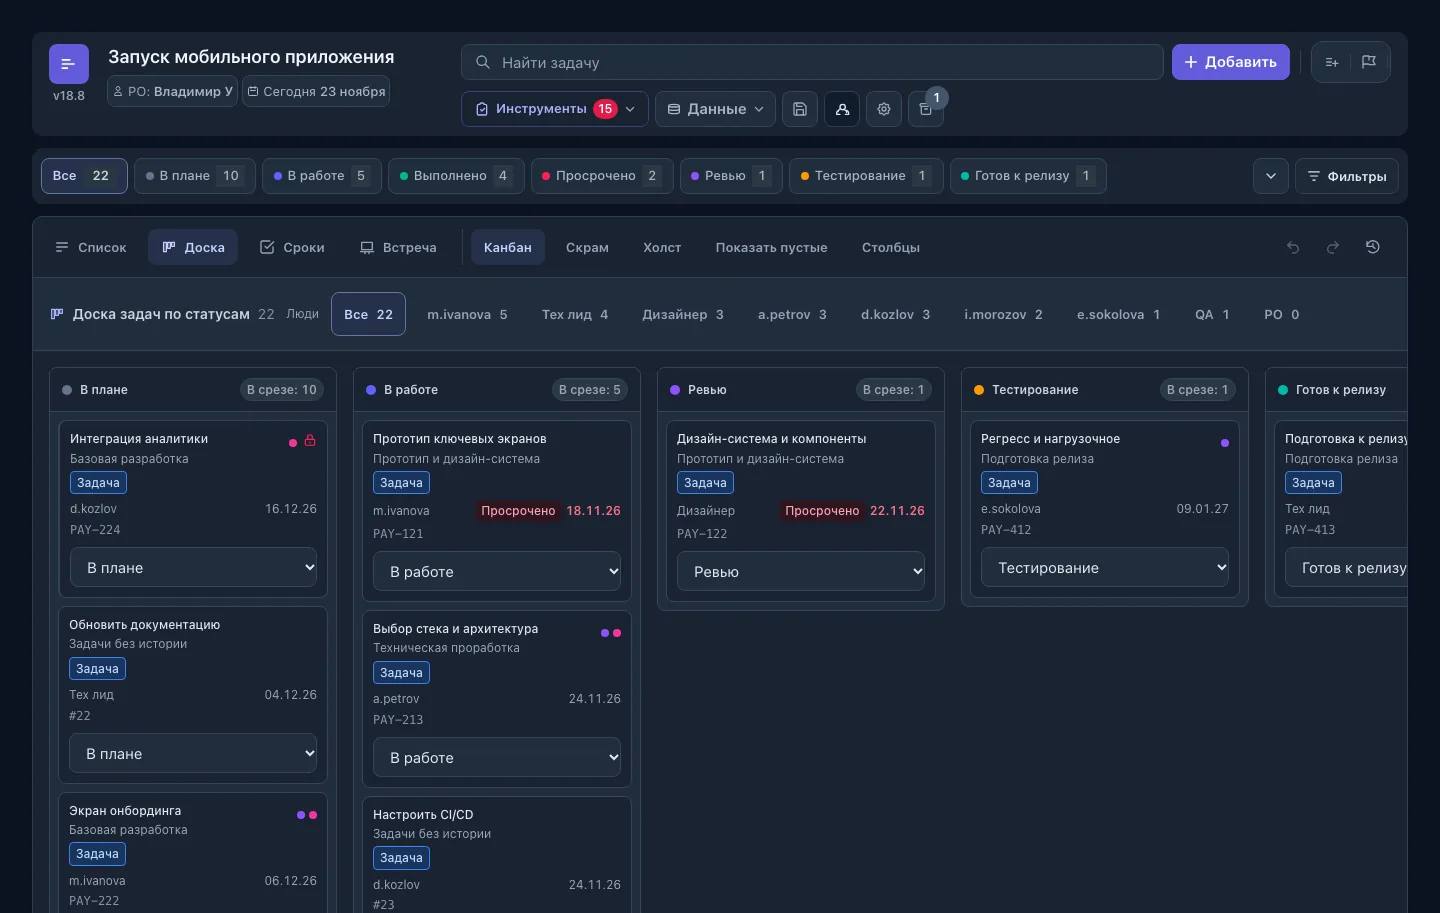 Запуск мобильного приложения
v18.8
PO: Владимир У
Сегодня 23 ноября
Найти задачу
Добавить
Инструменты 15
Данные
1
Все 22
В плане 10
В работе 5
Выполнено 4
Просрочено 2
Ревью 1
Тестирование 1
Готов к релизу 1
Фильтры
Список
Доска
Сроки
Встреча
Канбан
Скрам
Холст
Показать пустые
Столбцы
Доска задач по статусам 22
Люди
Все 22
m.ivanova 5
Тех лид 4
Дизайнер 3
a.petrov 3
d.kozlov 3
i.morozov 2
e.sokolova 1
QA 1
PO 0
В плане
В срезе: 10
Интеграция аналитики
Базовая разработка
Задача
d.kozlov 16.12.26
PAY-224
В плане
Обновить документацию
Задачи без истории
Задача
Тех лид 04.12.26
#22
В плане
Экран онбординга
Базовая разработка
Задача
m.ivanova 06.12.26
PAY-222
В работе
В срезе: 5
Прототип ключевых экранов
Прототип и дизайн-система
Задача
m.ivanova Просрочено 18.11.26
PAY-121
В работе
Выбор стека и архитектура
Техническая проработка
Задача
a.petrov 24.11.26
PAY-213
В работе
Настроить CI/CD
Задачи без истории
Задача
d.kozlov 24.11.26
#23
Ревью
В срезе: 1
Дизайн-система и компоненты
Прототип и дизайн-система
Задача
Дизайнер Просрочено 22.11.26
PAY-122
Ревью
Тестирование
В срезе: 1
Регресс и нагрузочное
Подготовка релиза
Задача
e.sokolova 09.01.27
PAY-412
Тестирование
Готов к релизу
Подготовка к релизу
Подготовка релиза
Задача
Тех лид
PAY-413
Готов к релизу